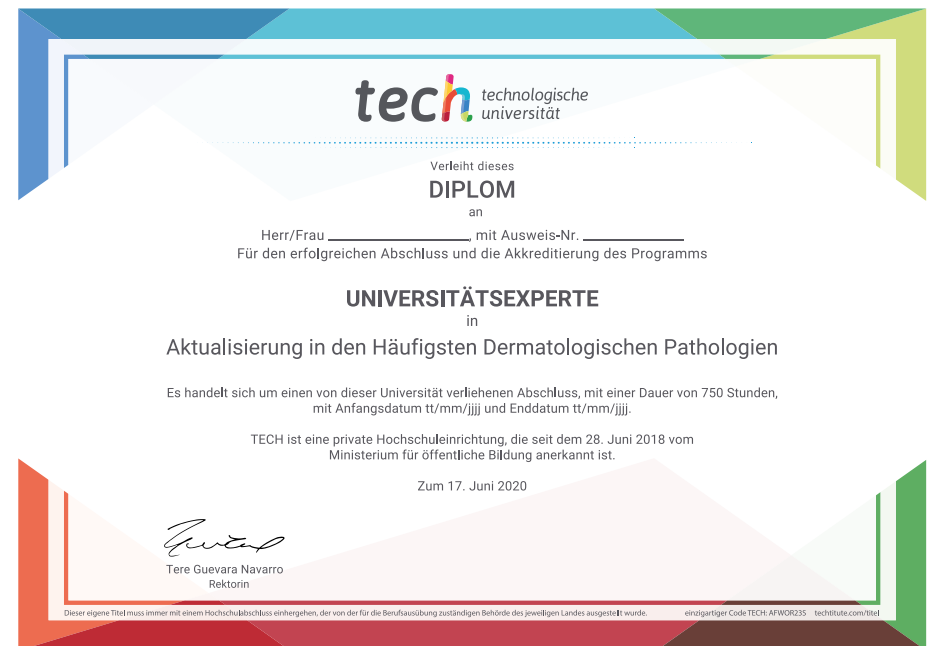 tech technologische
universität
Verleiht dieses
DIPLOM
an
Herr/Frau ____________, mit Ausweis-Nr. ____________
Für den erfolgreichen Abschluss und die Akkreditierung des Programms
UNIVERSITÄTSEXPERTE
in
Aktualisierung in den Häufigsten Dermatologischen Pathologien
Es handelt sich um einen von dieser Universität verliehenen Abschluss, mit einer Dauer von 750 Stunden,
mit Anfangsdatum tt/mm/jjjj und Enddatum tt/mm/jjjj.
TECH ist eine private Hochschuleinrichtung, die seit dem 28. Juni 2018 vom
Ministerium für öffentliche Bildung anerkannt ist.
Zum 17. Juni 2020
Tere Guevara Navarro
Rektorin
Dieser eigene Titel muss immer mit einem Hochschulabschluss einhergehen, der von der für die Berufsausübung zuständigen Behörde des jeweiligen Landes ausgestellt wurde. einzigartiger Code TECH: AFWOR23S techtitute.com/titel